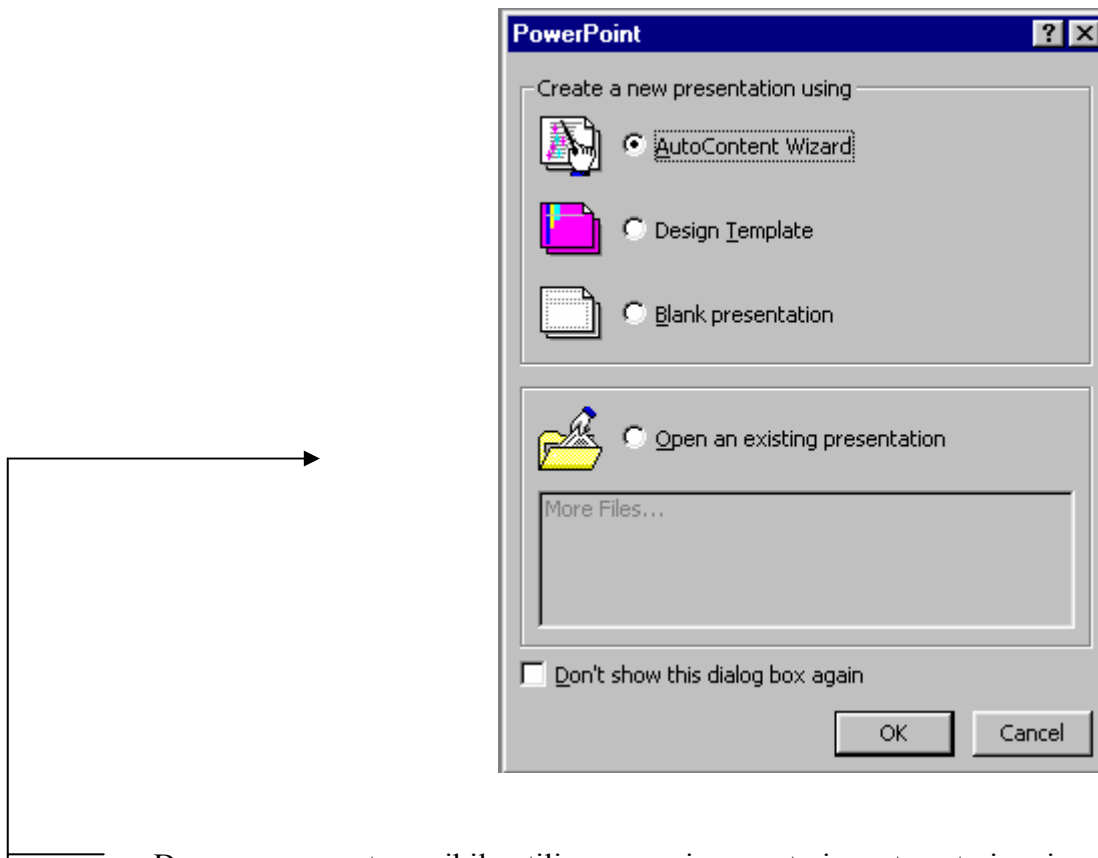 PowerPoint
Create a new presentation using
AutoContent Wizard
Design Template
Blank presentation
Open an existing presentation
More Files...
Don't show this dialog box again
OK Cancel